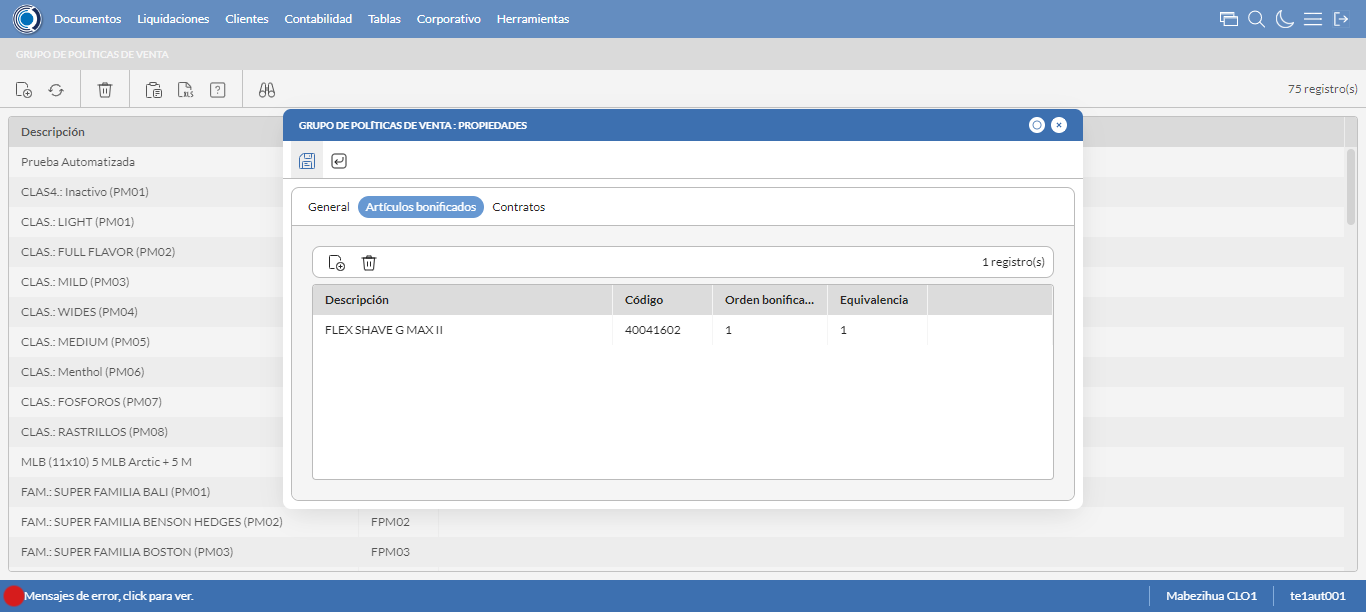 Documentos Liquidaciones Clientes Contabilidad Tablas Corporativo Herramientas
GRUPO DE POLÍTICAS DE VENTA
XLS ?
75 registro(s)
Descripción
Prueba Automatizada
CLAS4.: Inactivo (PM01)
CLAS.: LIGHT (PM01)
CLAS.: FULL FLAVOR (PM02)
CLAS.: MILD (PM03)
CLAS.: WIDES (PM04)
CLAS.: MEDIUM (PM05)
CLAS.: Menthol (PM06)
CLAS.: FOSFOROS (PM07)
CLAS.: RASTRILLOS (PM08)
MLB (11x10) 5 MLB Arctic + 5 M
FAM.: SUPER FAMILIA BALI (PM01)
FAM.: SUPER FAMILIA BENSON HEDGES (PM02) FPM02
FAM.: SUPER FAMILIA BOSTON (PM03) FPM03
GRUPO DE POLÍTICAS DE VENTA : PROPIEDADES
General Artículos bonificados Contratos
1 registro(s)
Descripción Código Orden bonifica... Equivalencia
FLEX SHAVE G MAX II 40041602 1 1
Mensajes de error, click para ver. Mabezihua CLO1 te1aut001